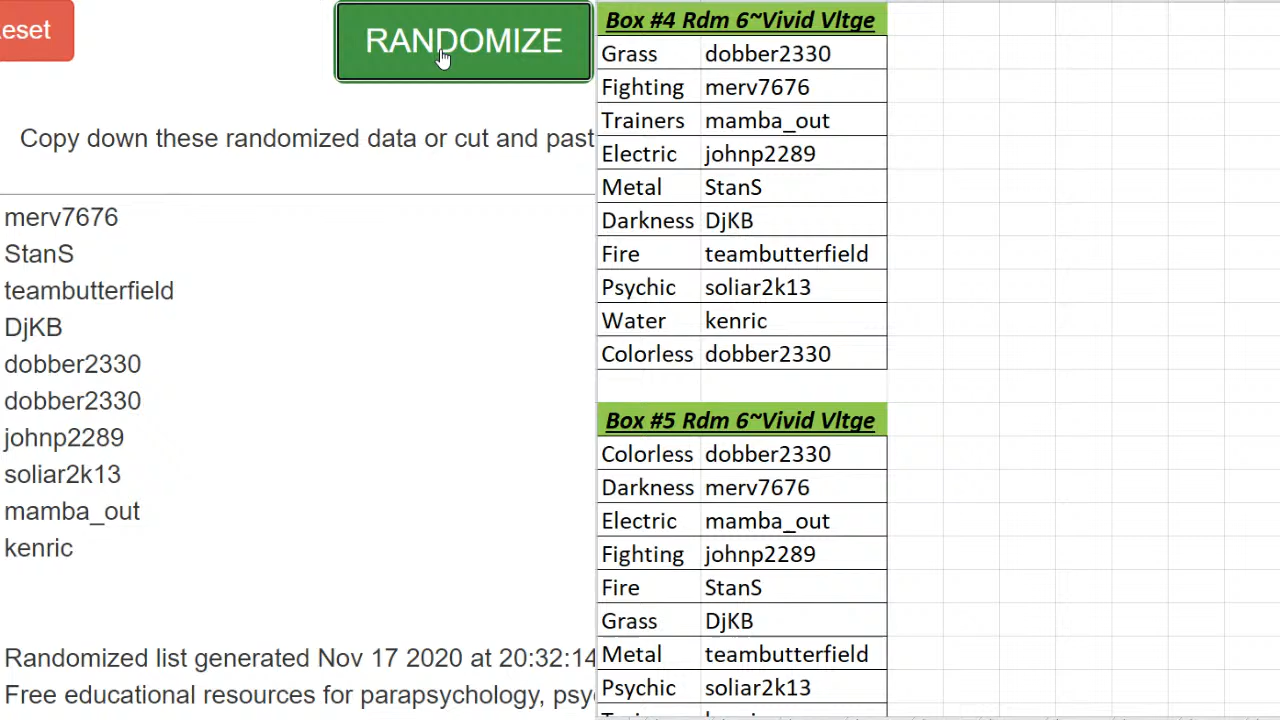 eset
RANDOMIZE
Copy down these randomized data or cut and past
merv7676
StanS
teambutterfield
DjKB
dobber2330
dobber2330
johnp2289
soliar2k13
mamba_out
kenric
Randomized list generated Nov 17 2020 at 20:32:14
Free educational resources for parapsychology, psy
Box #4 Rdm 6~Vivid Vltge
Grass dobber2330
Fighting merv7676
Trainers mamba_out
Electric johnp2289
Metal StanS
Darkness DjKB
Fire teambutterfield
Psychic soliar2k13
Water kenric
Colorless dobber2330
Box #5 Rdm 6~Vivid Vltge
Colorless dobber2330
Darkness merv7676
Electric mamba_out
Fighting johnp2289
Fire StanS
Grass DjKB
Metal teambutterfield
Psychic soliar2k13